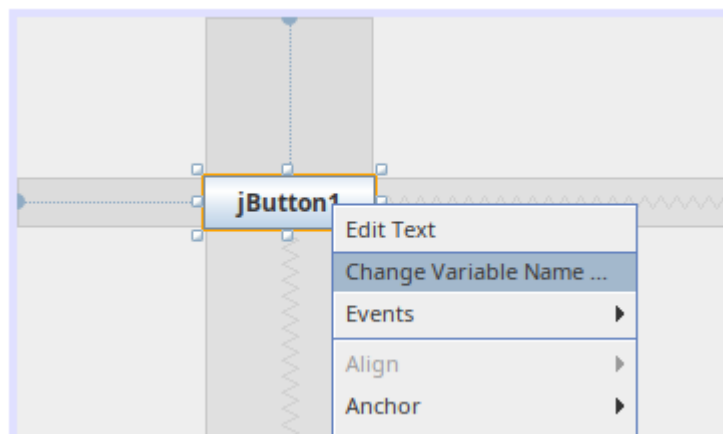 jButton1
Edit Text
Change Variable Name ...
Events
Align
Anchor